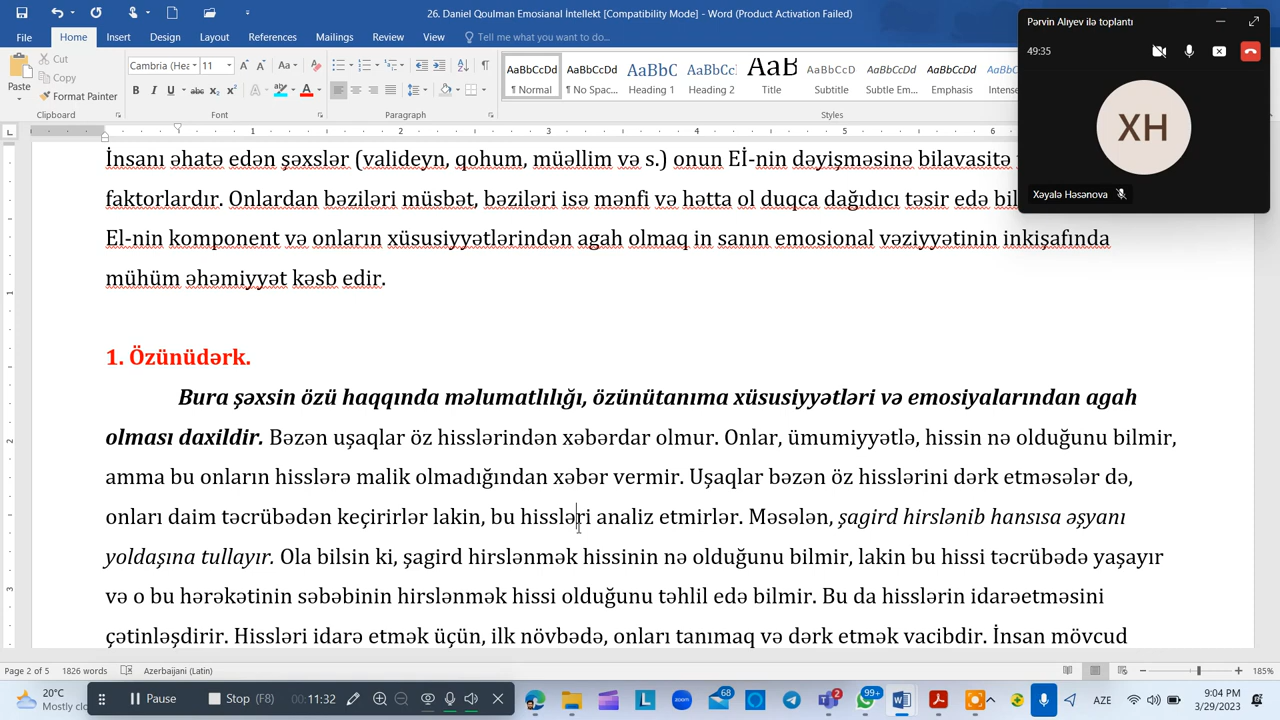 26. Daniel Qoulman Emosional İntellekt [Compatibility Mode] - Word (Product Activation Failed)
File Home Insert Design Layout References Mailings Review View Tell me what you want to do...
Pərvin Alıyev ilə toplantı
49:35
XH
Xəyalə Həsənova
Cut
Copy
Format Painter
Paste
Clipboard
Cambria (Hea 11
Font
Paragraph
AaBbCcDd AaBbCcDd AaBbC AaBbCc AaB AaBbCcD AaBbCcDd AaBbCcDd
¶ Normal ¶ No Spac... Heading 1 Heading 2 Title Subtitle Subtle Em... Emphasis Intense
Styles
1 2 3 4 5 6
İnsanı əhatə edən şəxslər (valideyn, qohum, müəllim və s.) onun Eİ-nin dəyişməsinə bilavasitə
faktorlardır. Onlardan bəziləri müsbət, bəziləri isə mənfi və hətta ol duqca dağıdıcı təsir edə
El-nin komponent və onların xüsusiyyətlərindən agah olmaq in sanın emosional vəziyyətinin inkişafında
mühüm əhəmiyyət kəsb edir.
1. Özünüdərk.
Bura şəxsin özü haqqında məlumatlılığı, özünütanıma xüsusiyyətləri və emosiyalarından agah
olması daxildir. Bəzən uşaqlar öz hisslərindən xəbərdar olmur. Onlar, ümumiyyətlə, hissin nə olduğunu bilmir,
amma bu onların hisslərə malik olmadığından xəbər vermir. Uşaqlar bəzən öz hisslərini dərk etməsələr də,
onları daim təcrübədən keçirirlər lakin, bu hissləri analiz etmirlər. Məsələn, şagird hirslənib hansısa əşyanı
yoldaşına tullayır. Ola bilsin ki, şagird hirslənmək hissinin nə olduğunu bilmir, lakin bu hissi təcrübədə yaşayır
və o bu hərəkətinin səbəbinin hirslənmək hissi olduğunu təhlil edə bilmir. Bu da hisslərin idarəetməsini
çətinləşdirir. Hissləri idarə etmək üçün, ilk növbədə, onları tanımaq və dərk etmək vacibdir. İnsan mövcud
Page 2 of 5 1826 words Azerbaijani (Latin) 185%
20°C
Mostly clo
Pause Stop (F8) 00:11:32
68 2 99+
AZE
9:04 PM
3/29/2023